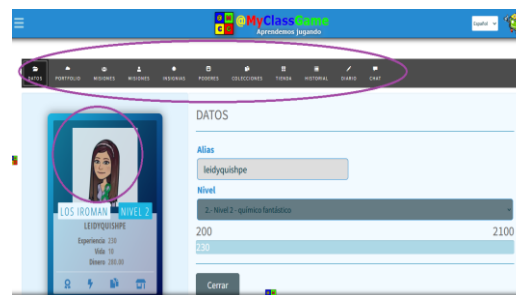 @MyClassGame
Aprendemos jugando
Español
DATOS PORTFOLIO MISIONES MISIONES INSIGNIAS PODERES COLECCIONES TIENDA HISTORIAL DIARIO CHAT
DATOS
Alias
leidyquishpe
Nivel
2.- Nivel 2 - químico fantástico
200 2100
230
Cerrar
LOS IROMAN NIVEL 2
LEIDYQUISHPE
Experiencia 230
Vida 10
Dinero 200.00